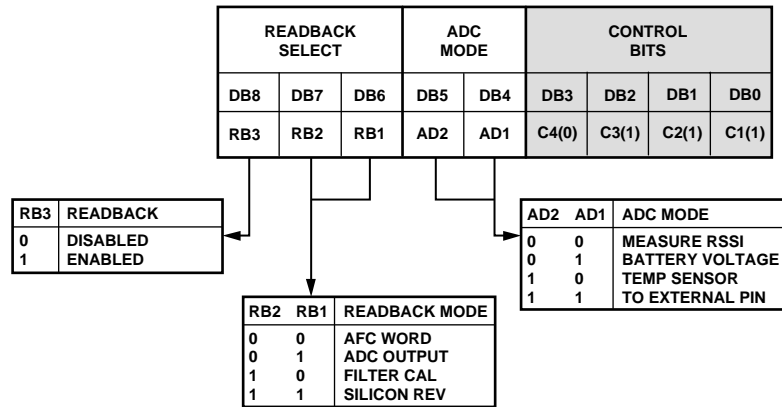 READBACK SELECT ADC MODE CONTROL BITS
DB8 DB7 DB6 DB5 DB4 DB3 DB2 DB1 DB0
RB3 RB2 RB1 AD2 AD1 C4(0) C3(1) C2(1) C1(1)
RB3 READBACK
0 DISABLED
1 ENABLED
AD2 AD1 ADC MODE
0 0 MEASURE RSSI
0 1 BATTERY VOLTAGE
1 0 TEMP SENSOR
1 1 TO EXTERNAL PIN
RB2 RB1 READBACK MODE
0 0 AFC WORD
0 1 ADC OUTPUT
1 0 FILTER CAL
1 1 SILICON REV